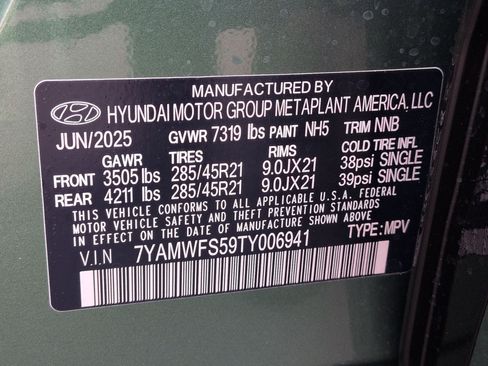 MANUFACTURED BY
HYUNDAI MOTOR GROUP METAPLANT AMERICA, LLC
JUN/2025 GVWR 7319 lbs PAINT NH5 TRIM NNB
GAWR TIRES RIMS COLD TIRE INFL
FRONT 3505 lbs 285/45R21 9.0JX21 38psi SINGLE
REAR 4211 lbs 285/45R21 9.0JX21 39psi SINGLE
THIS VEHICLE CONFORMS TO ALL APPLICABLE U.S.A. FEDERAL
MOTOR VEHICLE SAFETY, BUMPER, AND THEFT PREVENTION
STANDARDS IN EFFECT ON THE DATE OF MANUFACTURE SHOWN ABOVE.
V.I.N 7YAMWFS59TY006941 TYPE: MPV